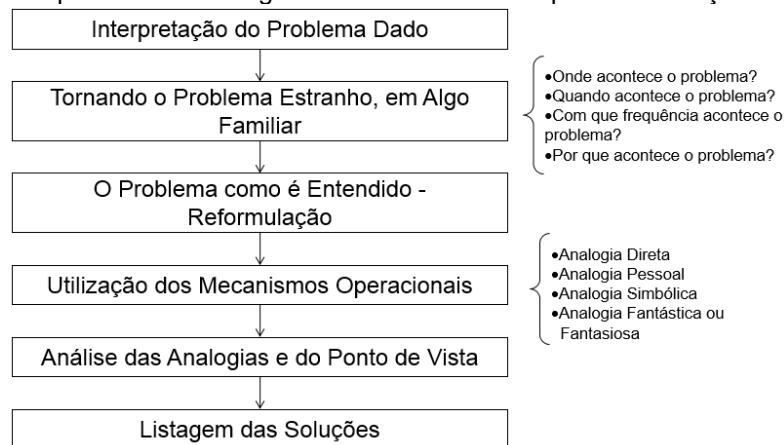 Interpretação do Problema Dado
Tornando o Problema Estranho, em Algo
Familiar
•Onde acontece o problema?
•Quando acontece o problema?
•Com que frequência acontece o
problema?
•Por que acontece o problema?
O Problema como é Entendido -
Reformulação
Utilização dos Mecanismos Operacionais
•Analogia Direta
•Analogia Pessoal
•Analogia Simbólica
•Analogia Fantástica ou
Fantasiosa
Análise das Analogias e do Ponto de Vista
Listagem das Soluções